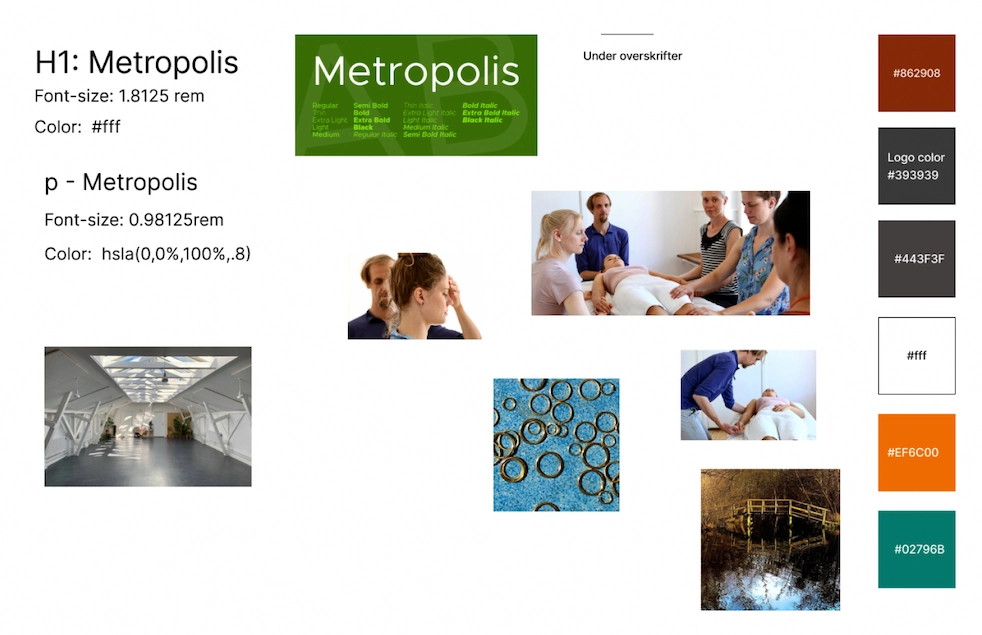 H1: Metropolis
Font-size: 1.8125 rem
Color: #fff
p - Metropolis
Font-size: 0.98125rem
Color: hsla(0,0%,100%,.8)
AB
Metropolis
Regular Semi Bold Thin Italic Bold Italic
Thin Bold Extra Light Italic Extra Bold Italic
Extra Light Extra Bold Light Italic Black Italic
Light Black Medium Italic
Medium Regular Italic Semi Bold Italic
Under overskrifter
#862908
Logo color
#393939
#443F3F
#fff
#EF6C00
#02796B